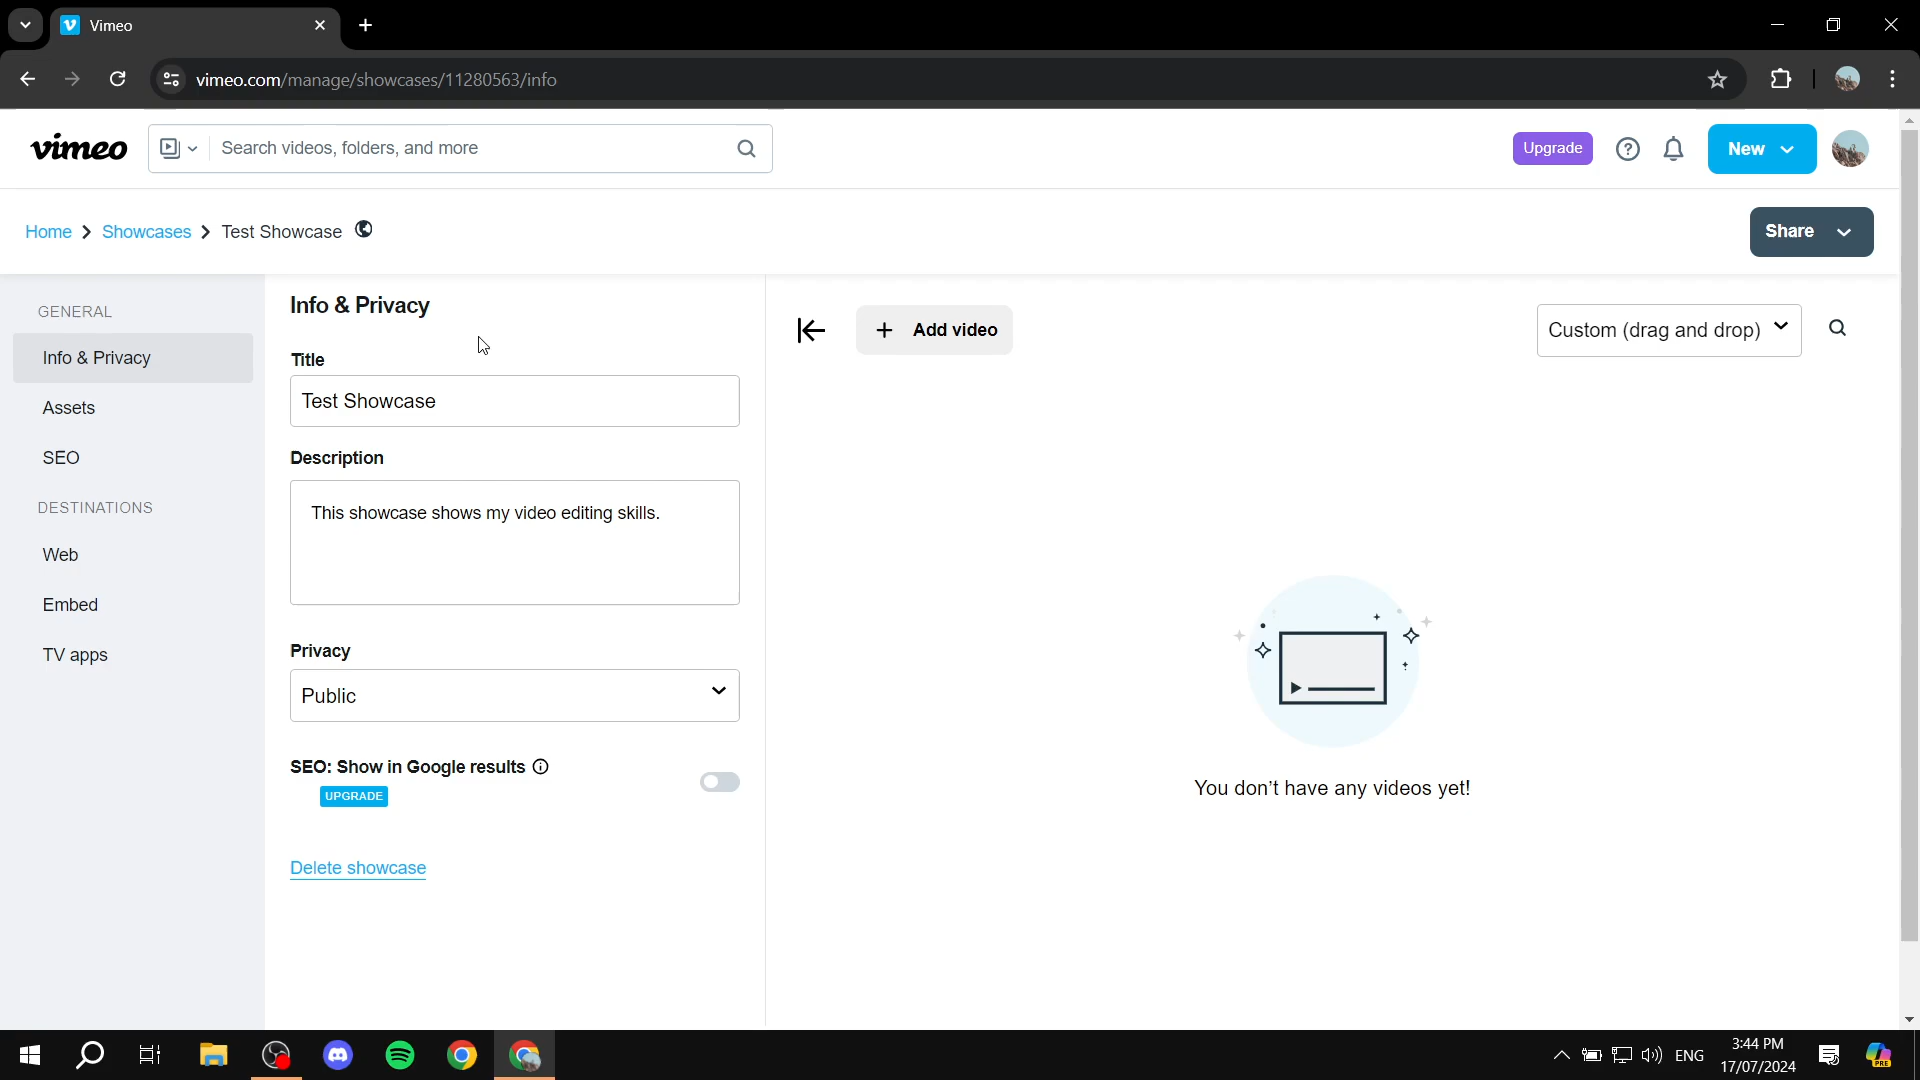 Vimeo
vimeo.com/manage/showcases/11280563/info
vimeo
Search videos, folders, and more
Upgrade
New
Home
Showcases
Test Showcase
Share
GENERAL
Info & Privacy
Assets
SEO
DESTINATIONS
Web
Embed
TV apps
Info & Privacy
Title
Test Showcase
Description
This showcase shows my video editing skills.
Privacy
Public
SEO: Show in Google results
UPGRADE
Delete showcase
Add video
Custom (drag and drop)
You don't have any videos yet!
ENG
3:44 PM
17/07/2024
PRE